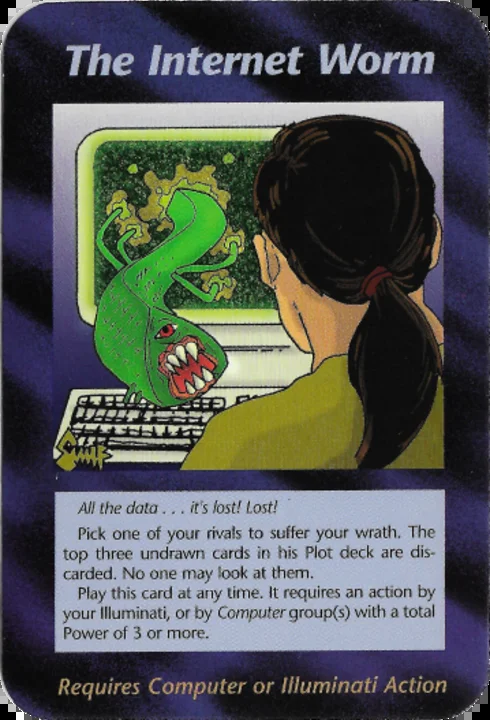 The Internet Worm
All the data . . . it's lost! Lost!
Pick one of your rivals to suffer your wrath. The
top three undrawn cards in his Plot deck are dis-
carded. No one may look at them.
Play this card at any time. It requires an action by
your Illuminati, or by Computer group(s) with a total
Power of 3 or more.
Requires Computer or Illuminati Action